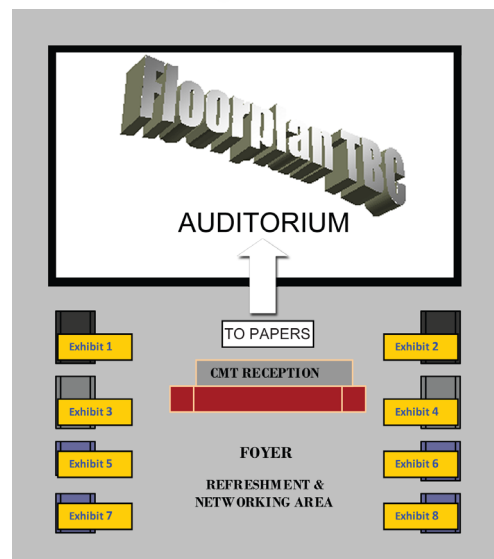 Floorplan TBC
AUDITORIUM
TO PAPERS
Exhibit 1
Exhibit 2
CMT RECEPTION
Exhibit 3
Exhibit 4
FOYER
Exhibit 5
Exhibit 6
REFRESHMENT &
NETWORKING AREA
Exhibit 7
Exhibit 8